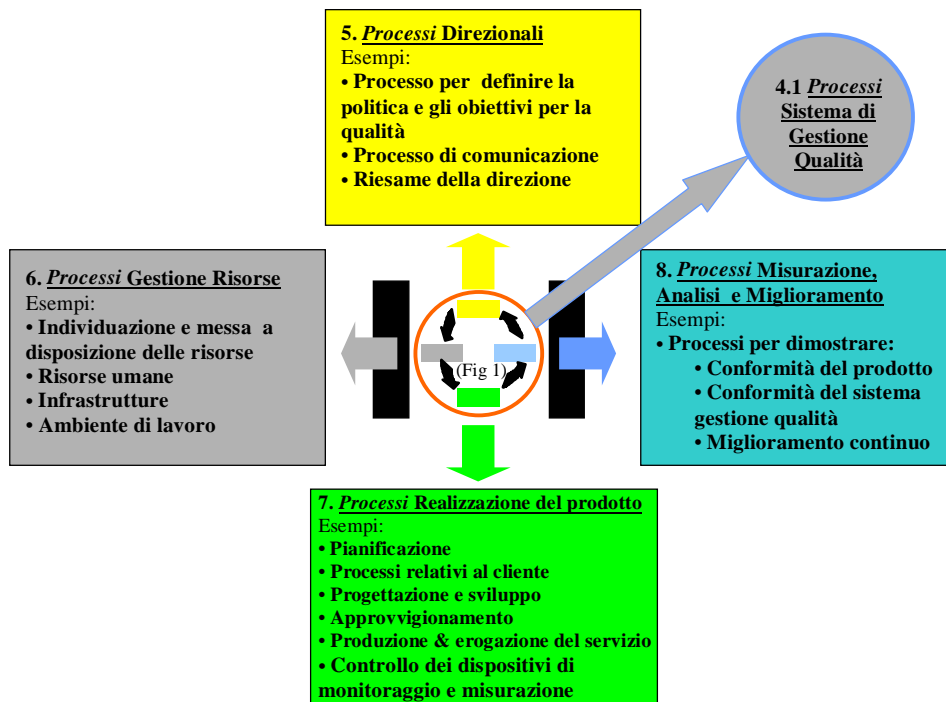 5. Processi Direzionali
Esempi:
• Processo per definire la
politica e gli obiettivi per la
qualità
• Processo di comunicazione
• Riesame della direzione
4.1 Processi
Sistema di
Gestione
Qualità
6. Processi Gestione Risorse
Esempi:
• Individuazione e messa a
disposizione delle risorse
• Risorse umane
• Infrastrutture
• Ambiente di lavoro
(Fig 1)
8. Processi Misurazione,
Analisi e Miglioramento
Esempi:
• Processi per dimostrare:
• Conformità del prodotto
• Conformità del sistema
gestione qualità
• Miglioramento continuo
7. Processi Realizzazione del prodotto
Esempi:
• Pianificazione
• Processi relativi al cliente
• Progettazione e sviluppo
• Approvvigionamento
• Produzione & erogazione del servizio
• Controllo dei dispositivi di
monitoraggio e misurazione